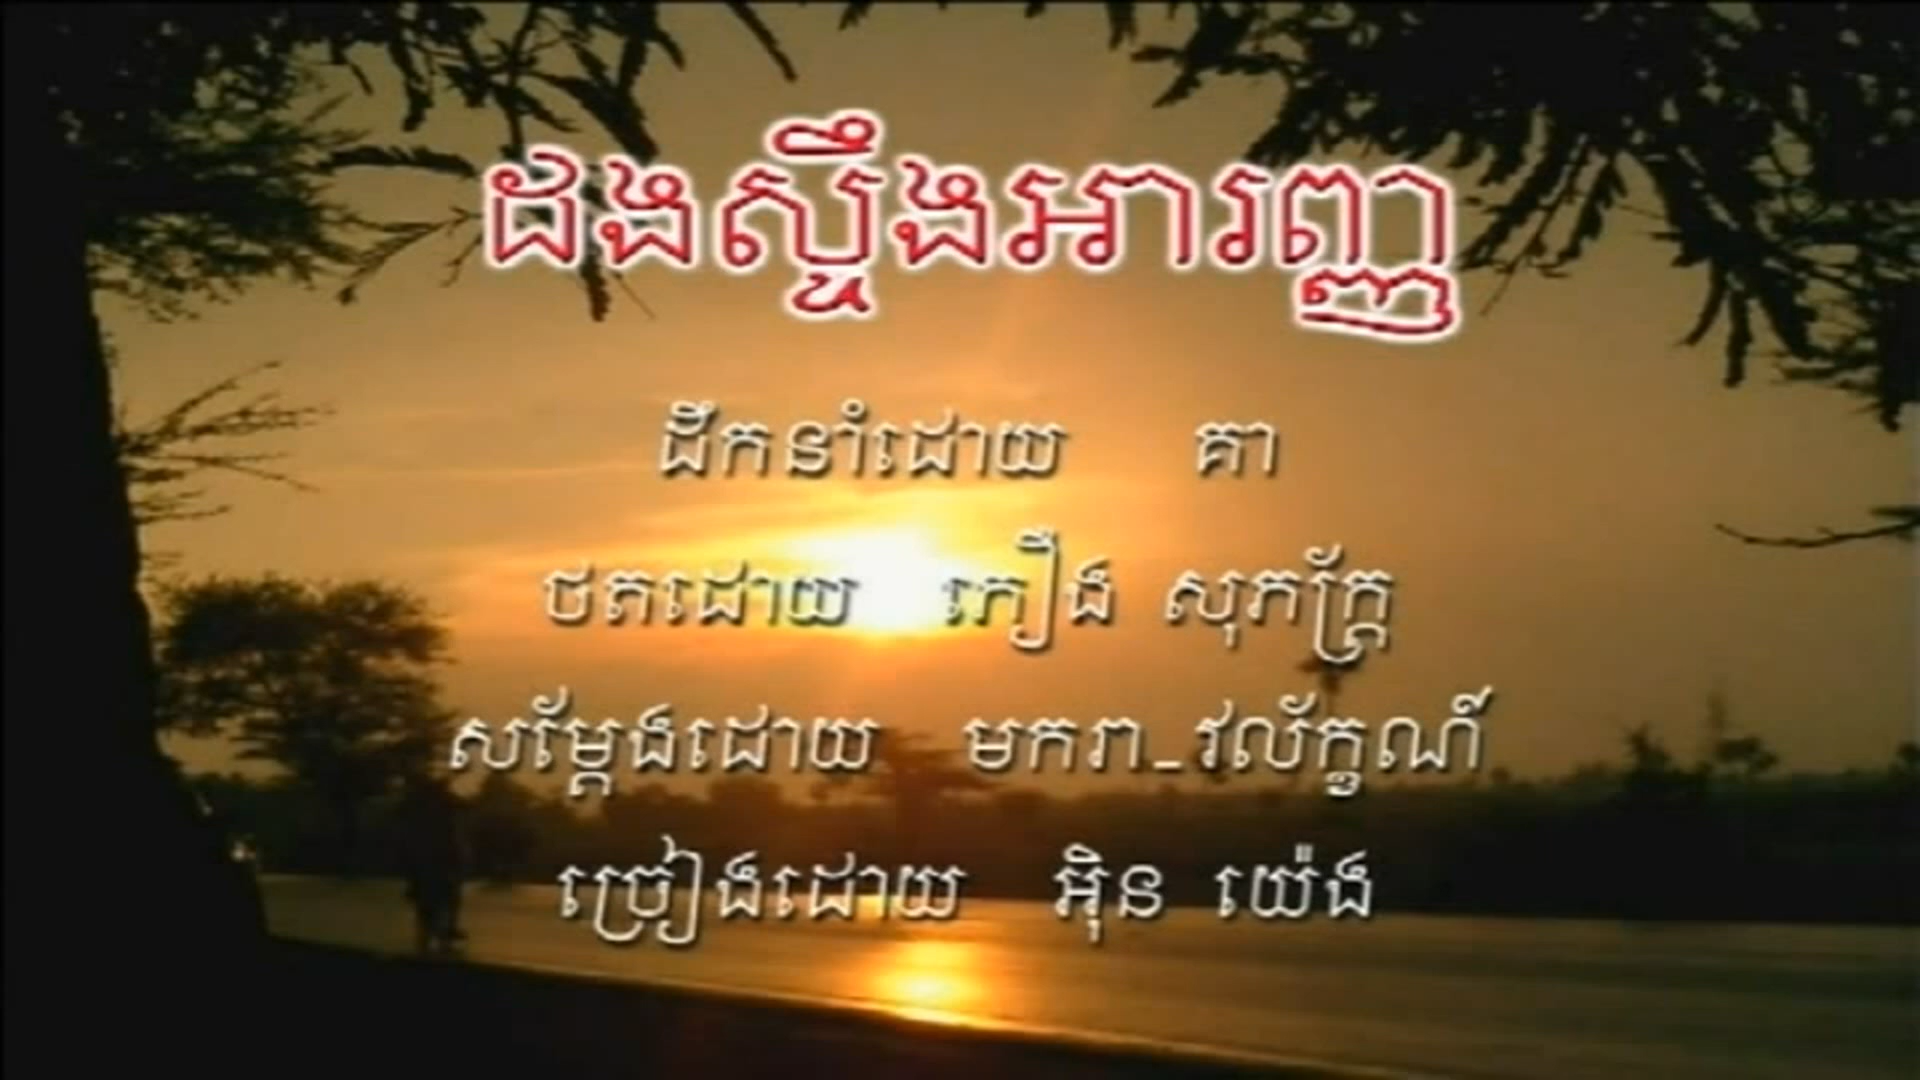 ដងស្ទឹងអារញ្ញ
ដឹកនាំដោយ គា
ថតដោយ ភឿង សុភក្ត្រ
សម្តែងដោយ មករា_វល័ក្ខណ៍
ច្រៀងដោយ អ៊ិន យ៉េង